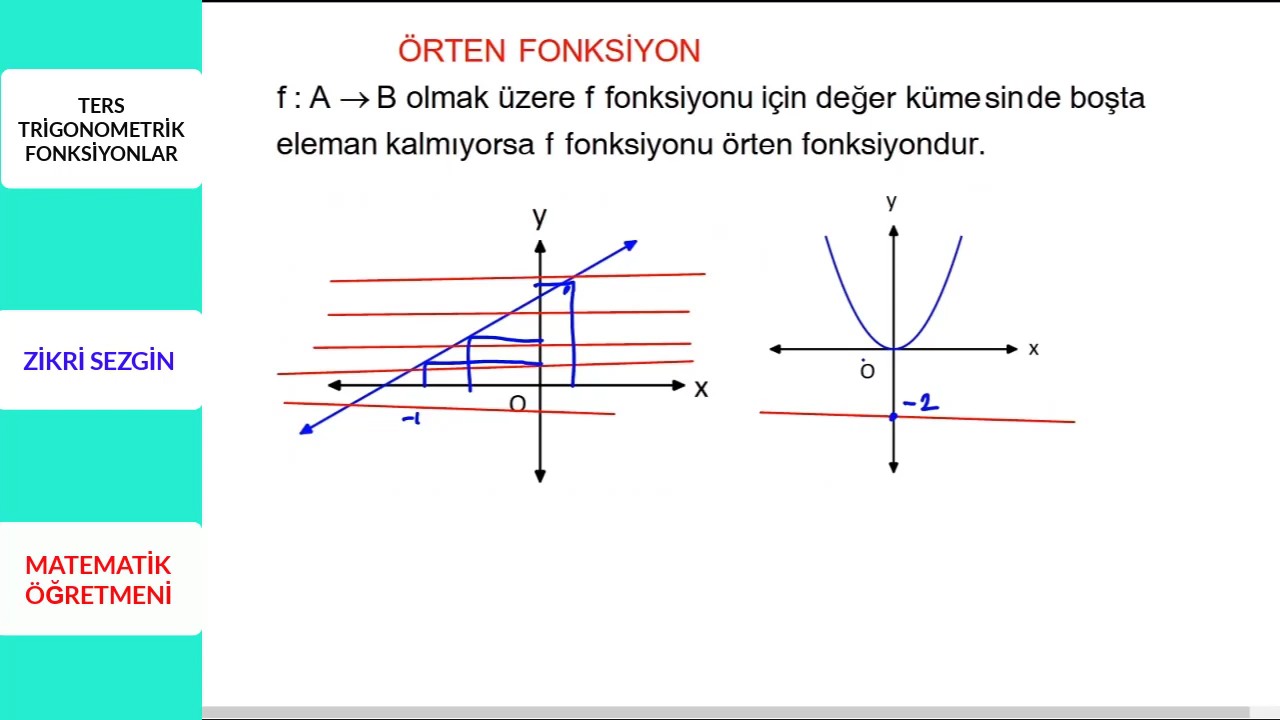 TERS
TRİGONOMETRİK
FONKSİYONLAR
ZİKRİ SEZGİN
MATEMATİK
ÖĞRETMENİ
ÖRTEN FONKSİYON
f : A → B olmak üzere f fonksiyonu için değer kümesinde boşta
eleman kalmıyorsa f fonksiyonu örten fonksiyondur.
y
x
O
-1
y
x
O
-2